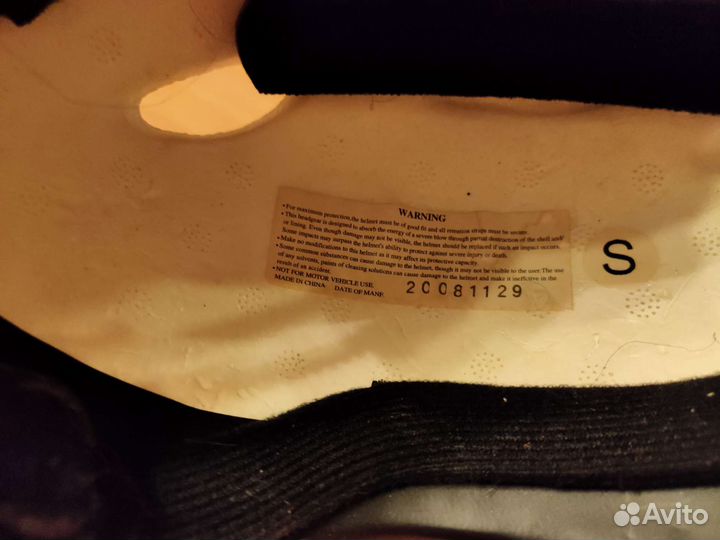 WARNING
• For maximum protection,the helmet must be of good fit and all retention straps must be secure.
• This headgear is designed to absorb the energy of a severe blow through partial destruction of the shell and/
or lining. Even though damage may not be visible, the helmet should be replaced if such an impact occurs.
Some impacts may surpass the helmet's ability to protect against severe injury or death.
• Make no modifications to this helmet as it may affect its protective capacity.
• Some common substances can cause damage to the helmet, though it may not be visible to the user. The use
of any solvents, paints of cleaning solutions can cause damage to the helmet and make it ineffective in the
result of an accident.
• NOT FOR MOTOR VEHICLE USE
MADE IN CHINA DATE OF MANF. 20081129
S
Avito